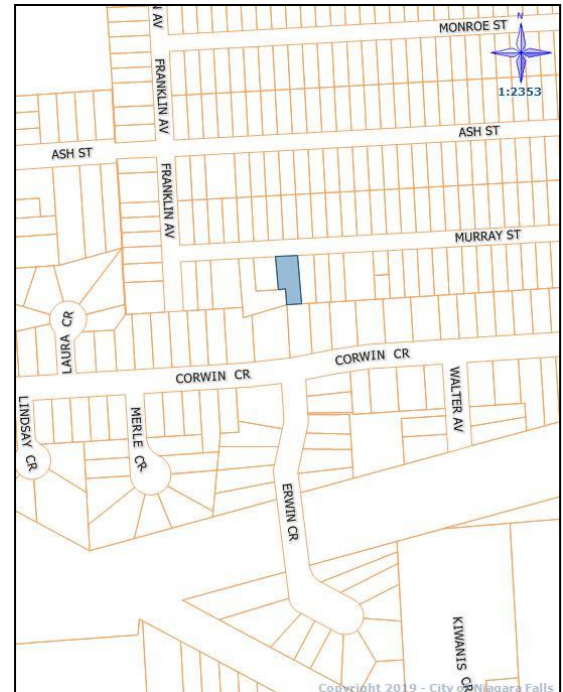 N AV
MONROE ST
N
1:2353
FRANKLIN AV
ASH ST
ASH ST
FRANKLIN AV
MURRAY ST
LAURA CR
CORWIN CR
CORWIN CR
WALTER AV
LINDSAY CR
MERLE CR
ERWIN CR
KIWANIS CR
Copyright 2019 - City of Niagara Falls